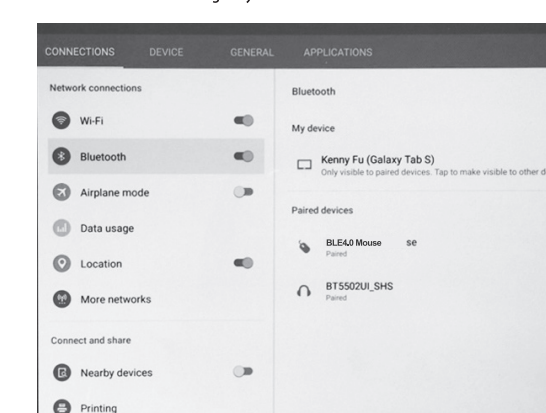 CONNECTIONS DEVICE GENERAL APPLICATIONS
Network connections
Wi-Fi
Bluetooth
Airplane mode
Data usage
Location
More networks
Connect and share
Nearby devices
Printing
Bluetooth
My device
Kenny Fu (Galaxy Tab S)
Only visible to paired devices. Tap to make visible to other d
Paired devices
BLE4.0 Mouse se
Paired
BT5502UI_SHS
Paired